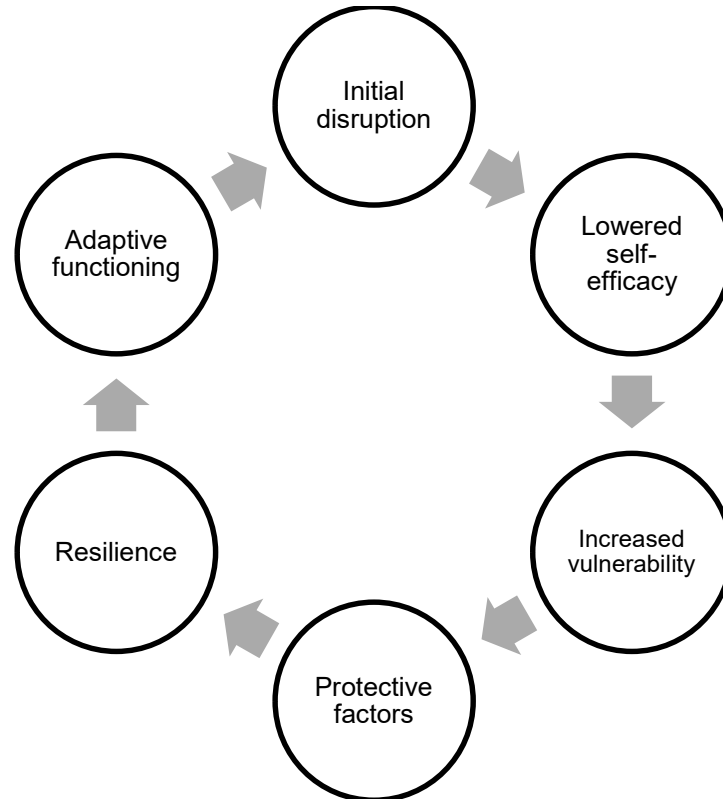 Initial
disruption
Lowered
self-
efficacy
Increased
vulnerability
Protective
factors
Resilience
Adaptive
functioning